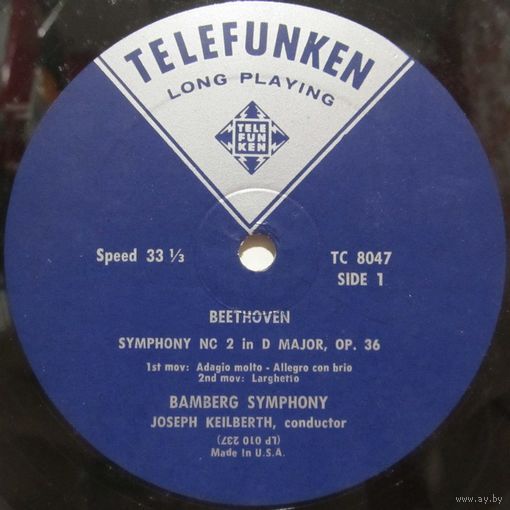 TELEFUNKEN
LONG PLAYING
TELE
FUN
KEN
Speed 33 1/3
TC 8047
SIDE 1
BEETHOVEN
SYMPHONY NC 2 in D MAJOR, OP. 36
1st mov: Adagio molto - Allegro con brio
2nd mov: Larghetto
BAMBERG SYMPHONY
JOSEPH KEILBERTH, conductor
(LP 010 237)
Made in U.S.A.
www.ay.by